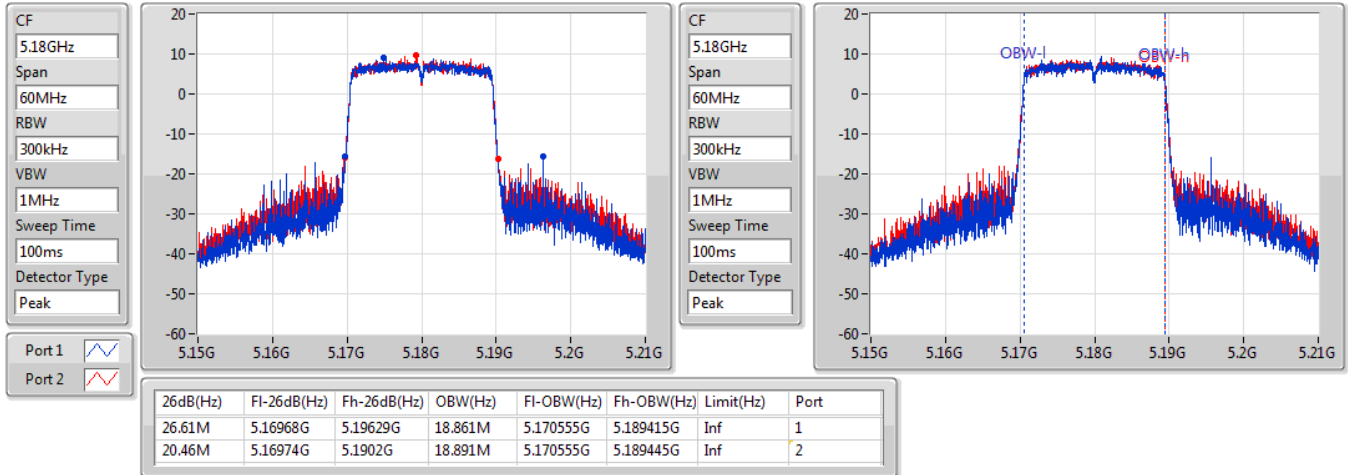 CF
5.18GHz
Span
60MHz
RBW
300kHz
VBW
1MHz
Sweep Time
100ms
Detector Type
Peak
Port 1
Port 2
20
10
0
-10
-20
-30
-40
-50
-60
5.15G 5.16G 5.17G 5.18G 5.19G 5.2G 5.21G
CF
5.18GHz
Span
60MHz
RBW
300kHz
VBW
1MHz
Sweep Time
100ms
Detector Type
Peak
20
10
0
-10
-20
-30
-40
-50
-60
OBW-l OBW-h
5.15G 5.16G 5.17G 5.18G 5.19G 5.2G 5.21G
26dB(Hz) Fl-26dB(Hz) Fh-26dB(Hz) OBW(Hz) Fl-OBW(Hz) Fh-OBW(Hz) Limit(Hz) Port
26.61M 5.16968G 5.19629G 18.861M 5.170555G 5.189415G Inf 1
20.46M 5.16974G 5.1902G 18.891M 5.170555G 5.189445G Inf 2